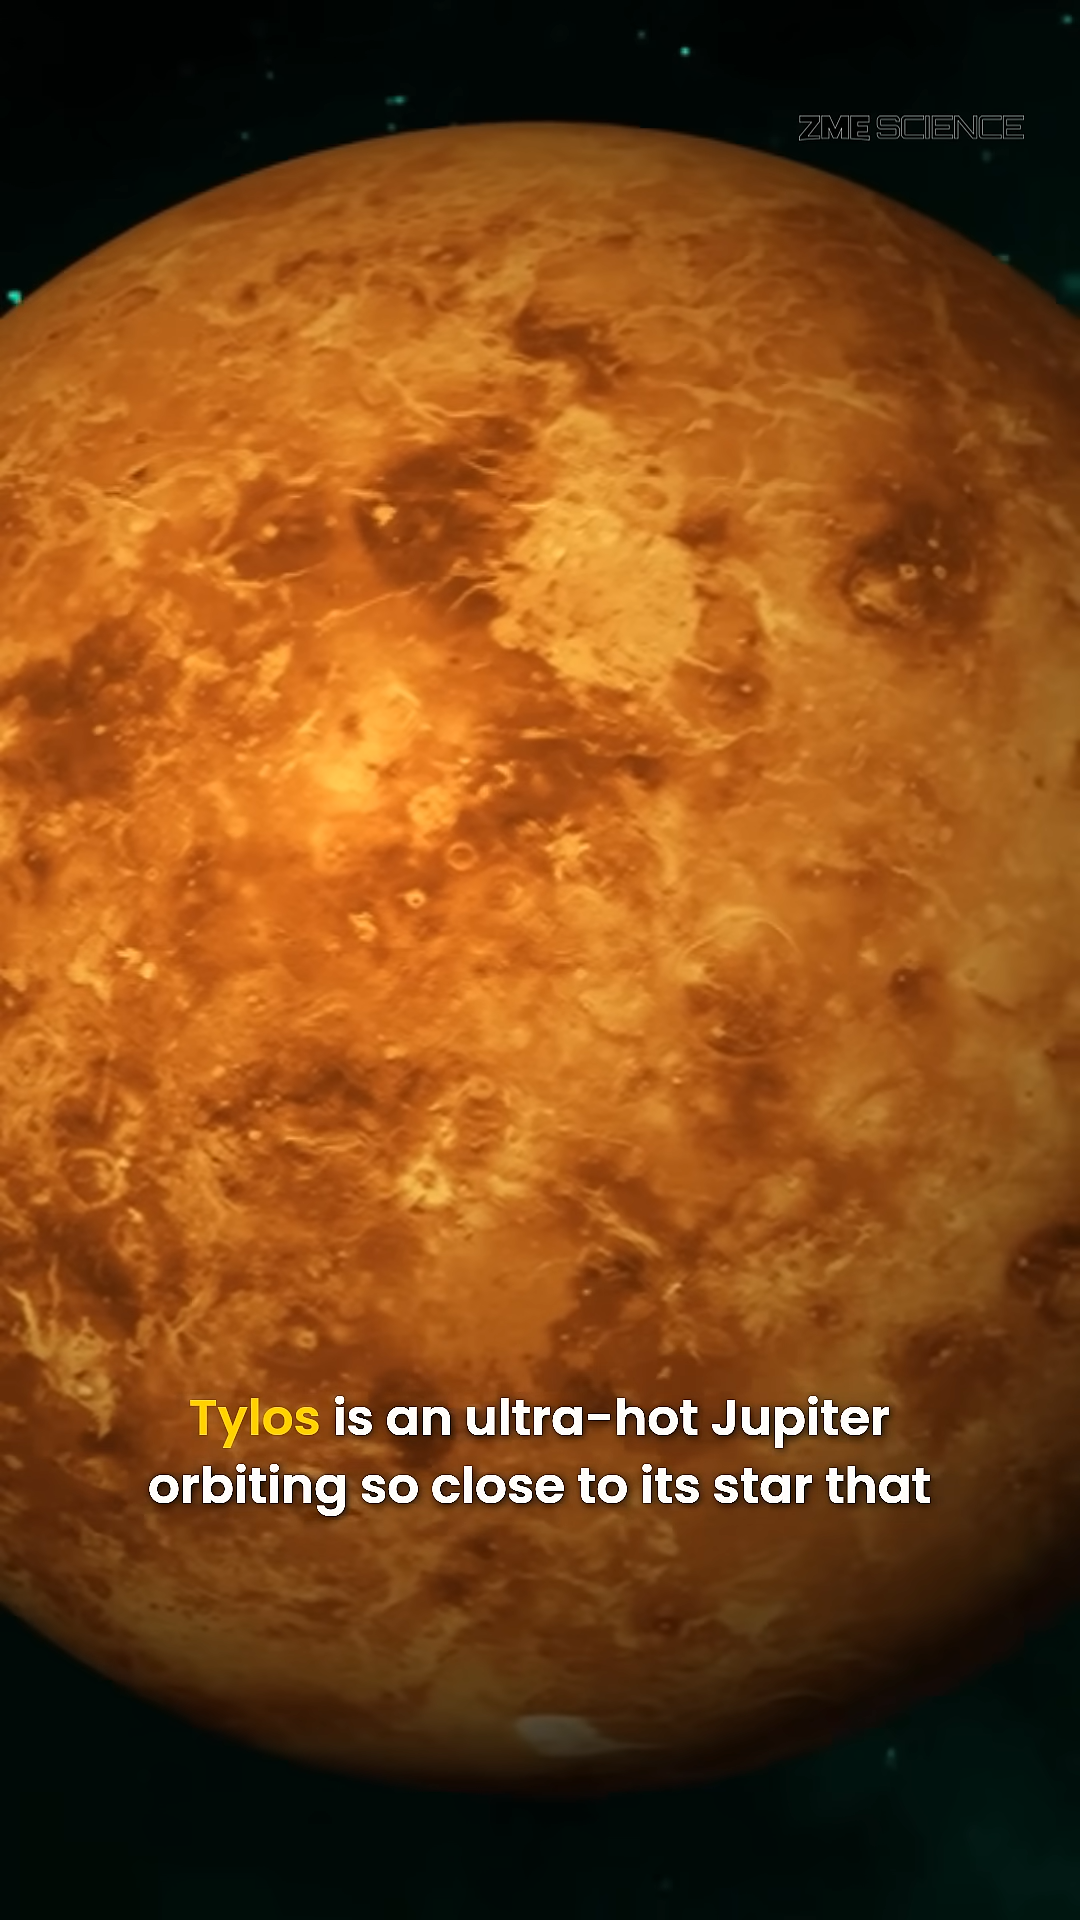 ZME SCIENCE
Tylos is an ultra-hot Jupiter
orbiting so close to its star that